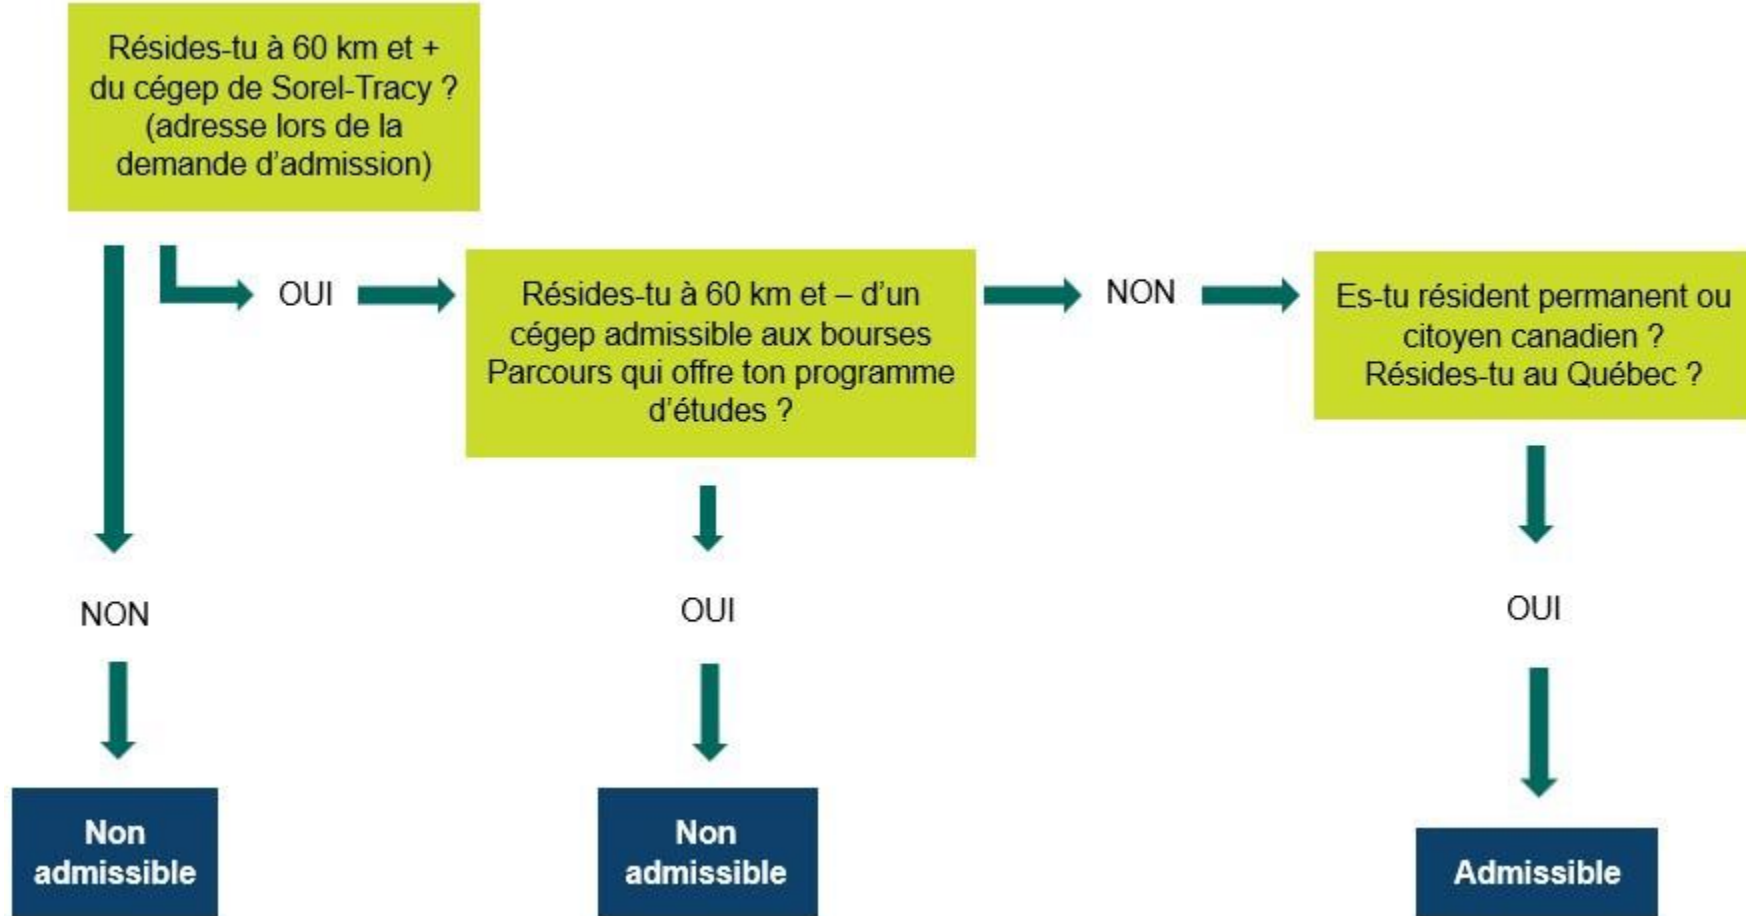 Résides-tu à 60 km et +
du cégep de Sorel-Tracy ?
(adresse lors de la
demande d'admission)
OUI
Résides-tu à 60 km et – d'un
cégep admissible aux bourses
Parcours qui offre ton programme
d'études ?
NON
Es-tu résident permanent ou
citoyen canadien ?
Résides-tu au Québec ?
NON
OUI
OUI
Non
admissible
Non
admissible
Admissible